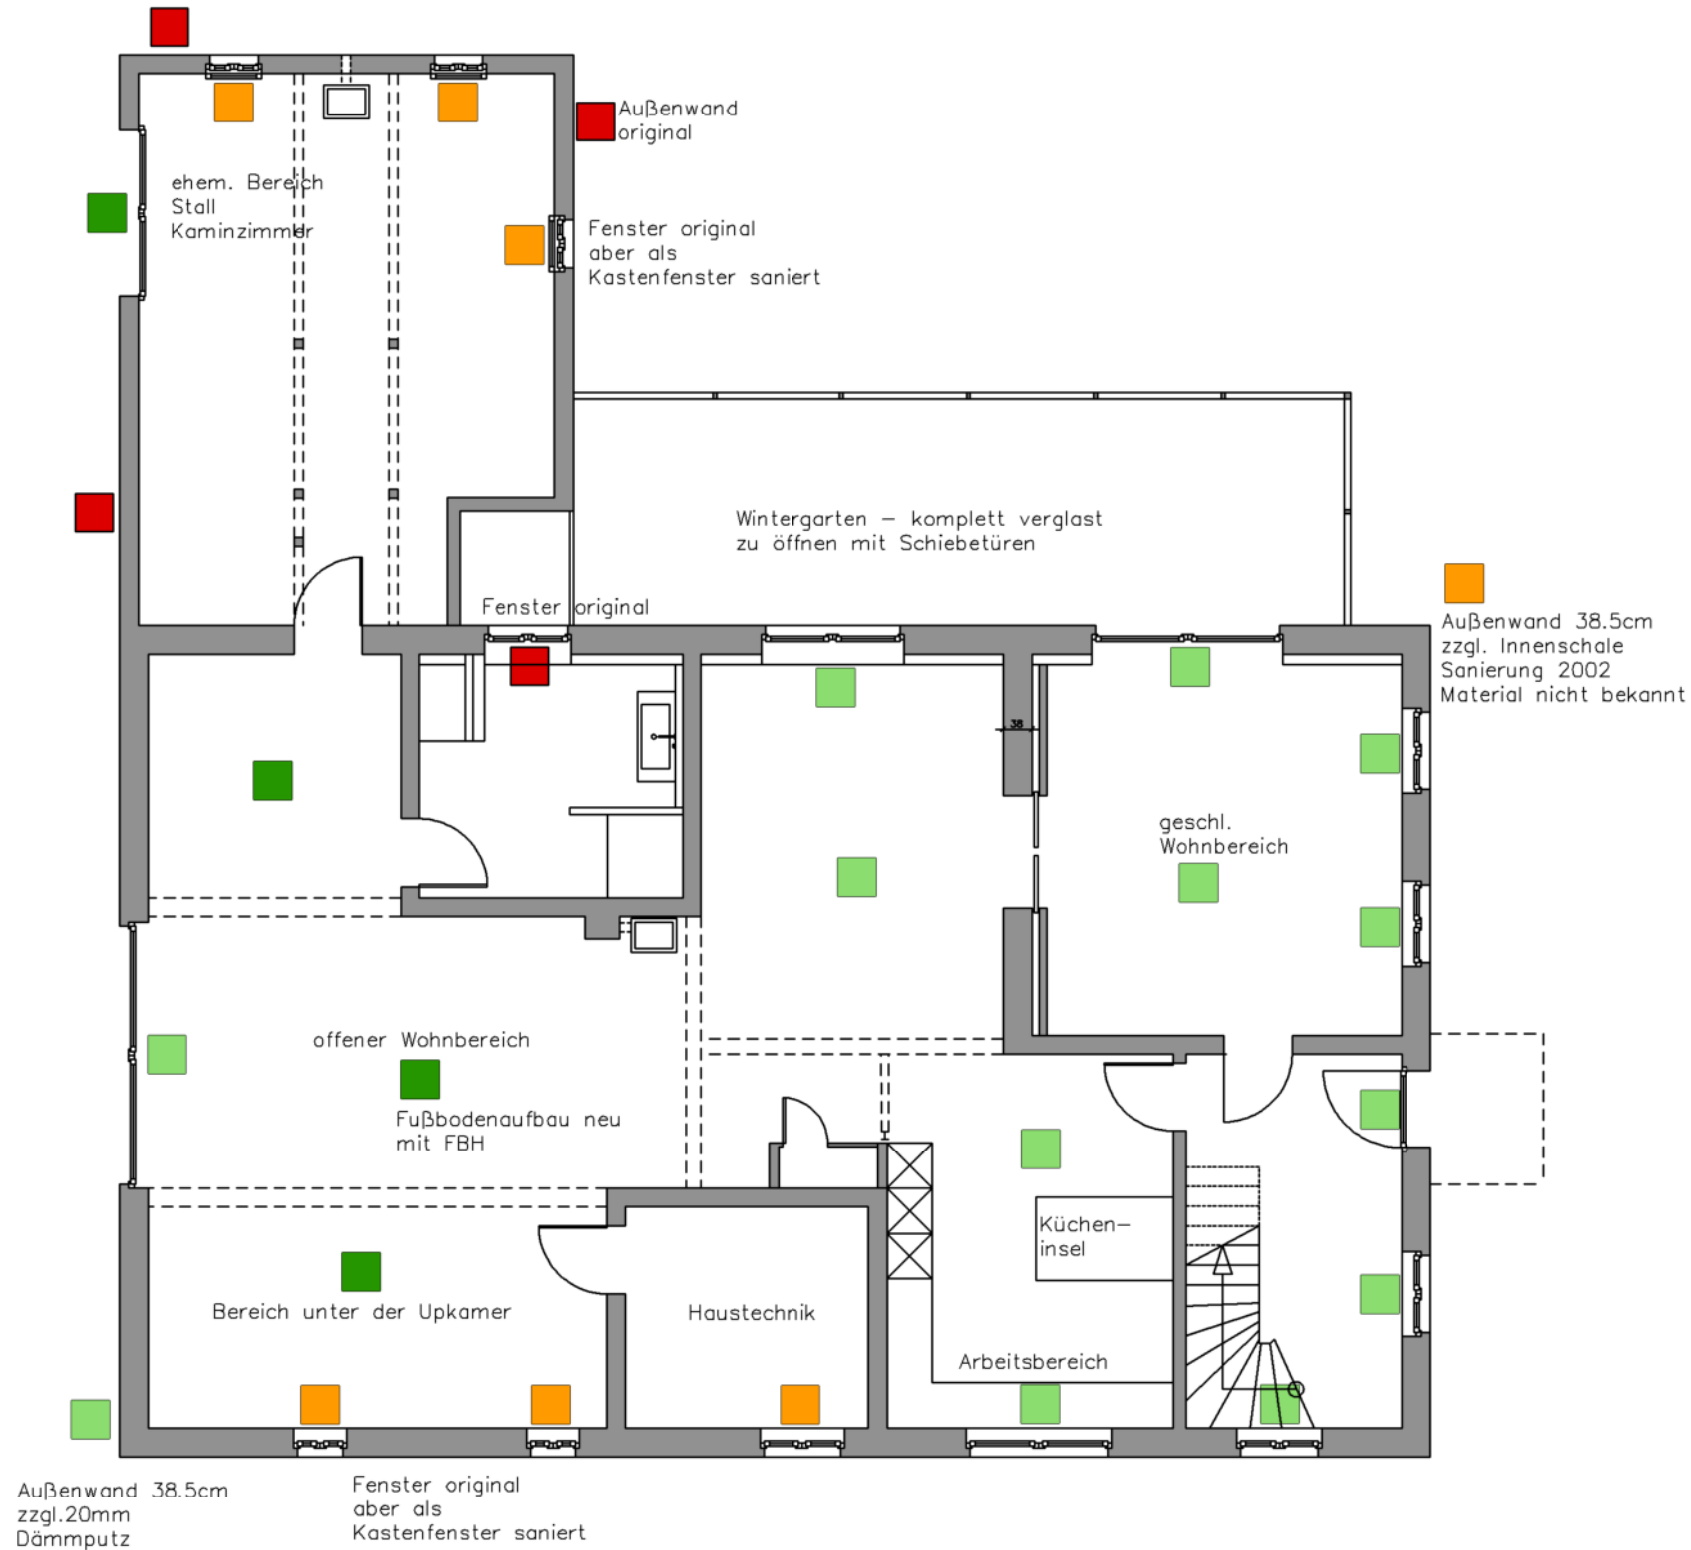 Außenwand
original
ehem. Bereich
Stall
Kaminzimmer
Fenster original
aber als
Kastenfenster saniert
Wintergarten – komplett verglast
zu öffnen mit Schiebetüren
Fenster original
Außenwand 38.5cm
zzgl. Innenschale
Sanierung 2002
Material nicht bekannt
38
geschl.
Wohnbereich
offener Wohnbereich
Fußbodenaufbau neu
mit FBH
Küchen–
insel
Bereich unter der Upkamer
Haustechnik
Arbeitsbereich
Außenwand 38.5cm
zzgl.20mm
Dämmputz
Fenster original
aber als
Kastenfenster saniert